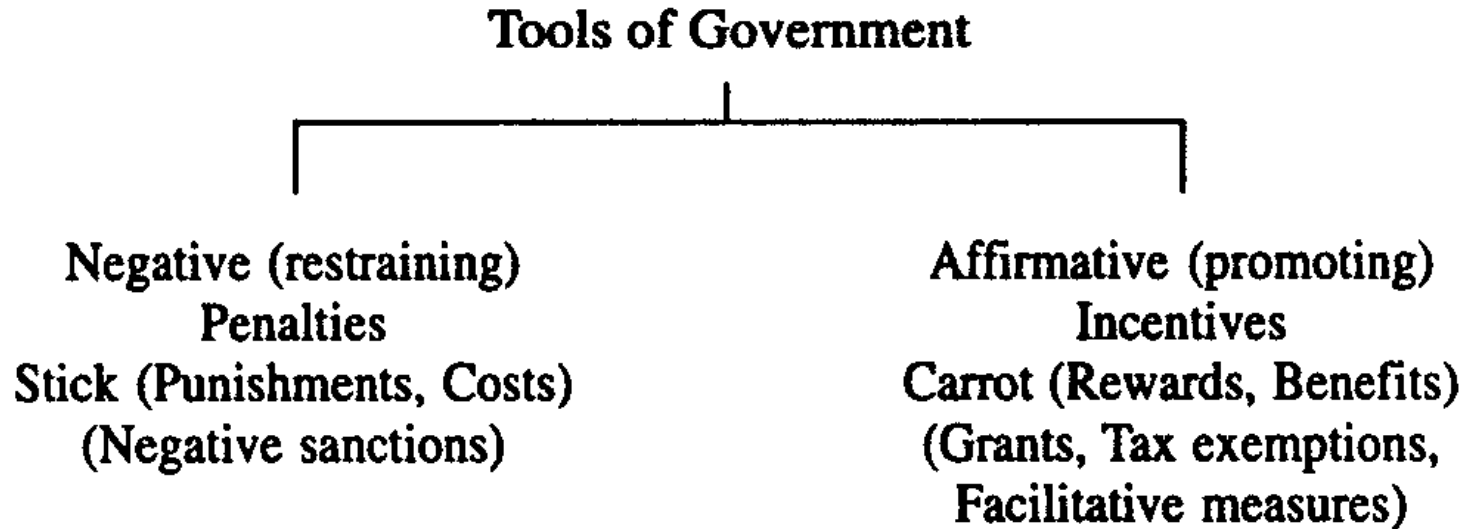 Tools of Government
Negative (restraining)
Penalties
Stick (Punishments, Costs)
(Negative sanctions)
Affirmative (promoting)
Incentives
Carrot (Rewards, Benefits)
(Grants, Tax exemptions,
Facilitative measures)